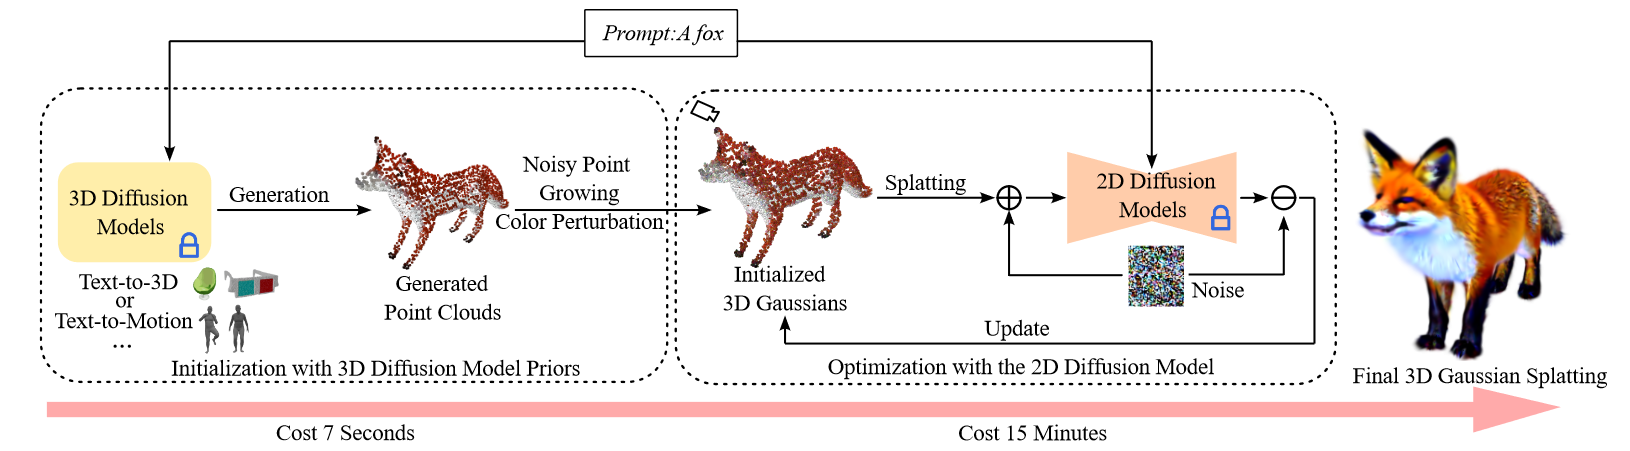 Prompt:A fox
3D Diffusion
Models
Generation
Text-to-3D
or
Text-to-Motion
...
Generated
Point Clouds
Noisy Point
Growing
Color Perturbation
Initialization with 3D Diffusion Model Priors
Initialized
3D Gaussians
Splatting
2D Diffusion
Models
Noise
Update
Optimization with the 2D Diffusion Model
Final 3D Gaussian Splatting
Cost 7 Seconds
Cost 15 Minutes